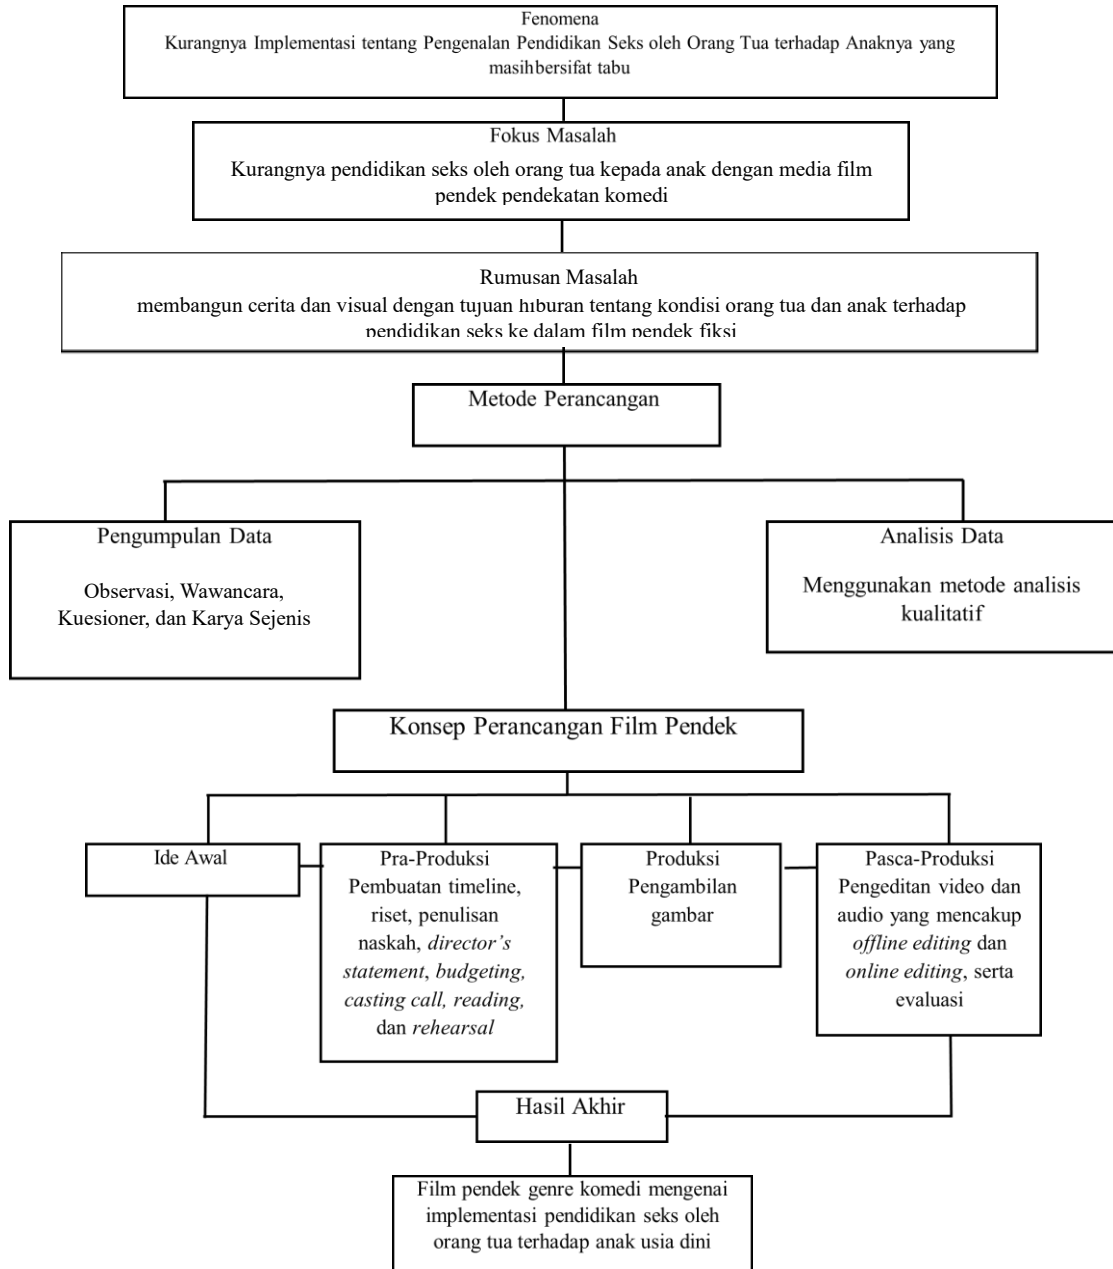 Fenomena
Kurangnya Implementasi tentang Pengenalan Pendidikan Seks oleh Orang Tua terhadap Anaknya yang
masihbersifat tabu
Fokus Masalah
Kurangnya pendidikan seks oleh orang tua kepada anak dengan media film
pendek pendekatan komedi
Rumusan Masalah
membangun cerita dan visual dengan tujuan hiburan tentang kondisi orang tua dan anak terhadap
pendidikan seks ke dalam film pendek fiksi
Metode Perancangan
Pengumpulan Data
Observasi, Wawancara,
Kuesioner, dan Karya Sejenis
Analisis Data
Menggunakan metode analisis
kualitatif
Konsep Perancangan Film Pendek
Ide Awal
Pra-Produksi
Pembuatan timeline,
riset, penulisan
naskah, director’s
statement, budgeting,
casting call, reading,
dan rehearsal
Produksi
Pengambilan
gambar
Pasca-Produksi
Pengeditan video dan
audio yang mencakup
offline editing dan
online editing, serta
evaluasi
Hasil Akhir
Film pendek genre komedi mengenai
implementasi pendidikan seks oleh
orang tua terhadap anak usia dini